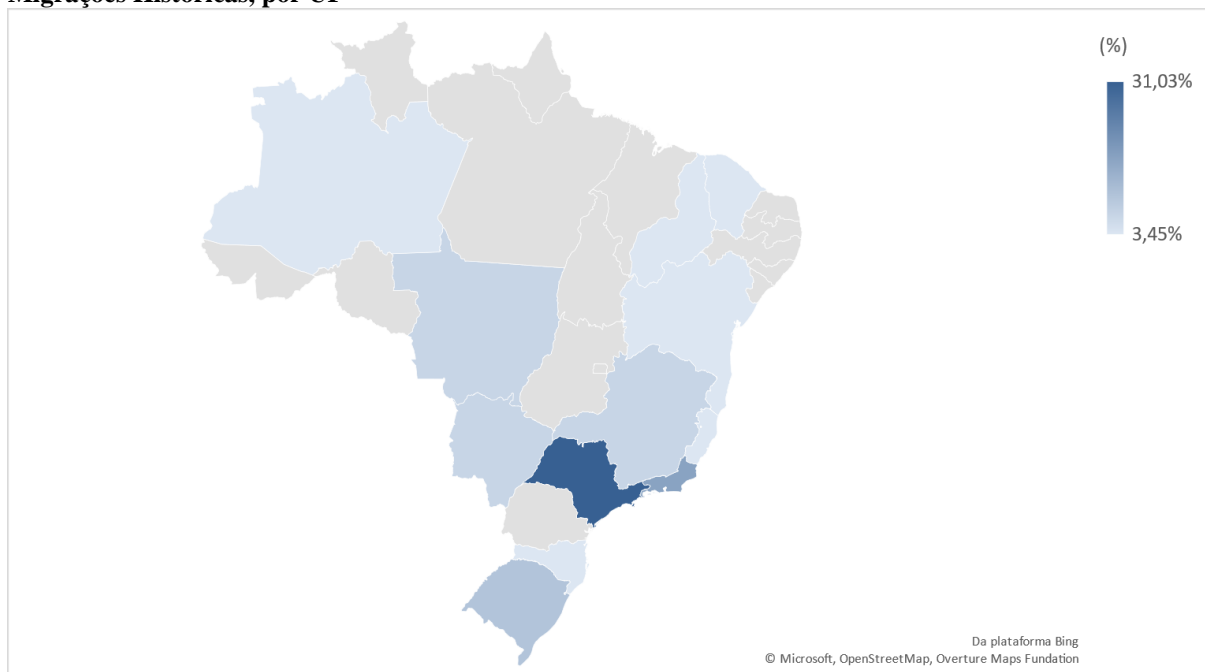 Migrações Históricas, por UF
(%)
31,03%
3,45%
Da plataforma Bing
© Microsoft, OpenStreetMap, Overture Maps Fundation